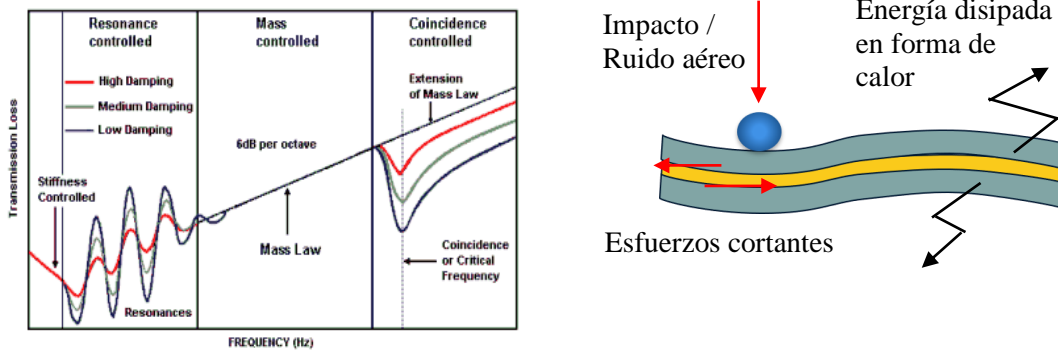 Resonance
controlled
Mass
controlled
Coincidence
controlled
High Damping
Medium Damping
Low Damping
Extension
of Mass Law
6dB per octave
Stiffness
Controlled
Mass Law
Coincidence
or Critical
Frequency
Resonances
Transmission Loss
FREQUENCY (Hz)
Impacto /
Ruido aéreo
Energía disipada
en forma de
calor
Esfuerzos cortantes